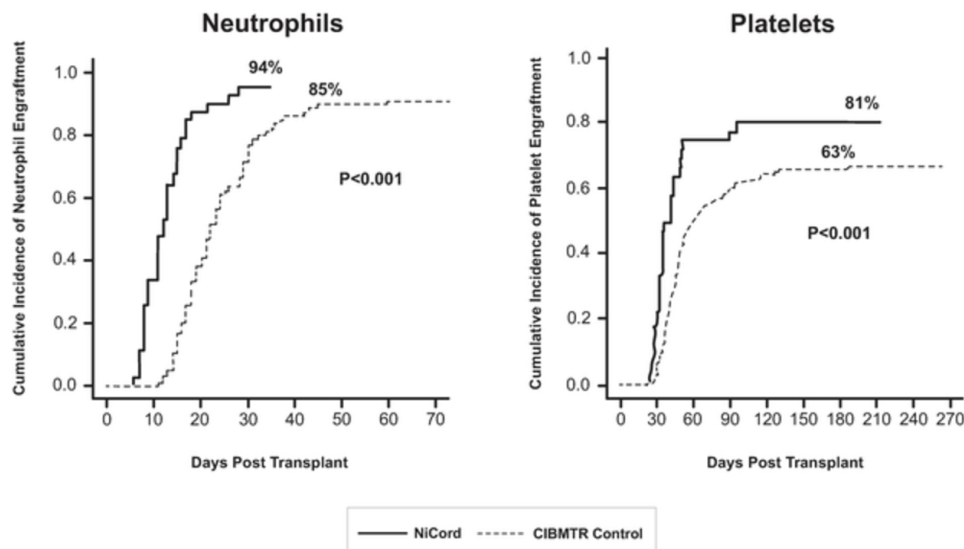 Neutrophils
Cumulative Incidence of Neutrophil Engraftment
1.0
0.8
0.6
0.4
0.2
0.0
94%
85%
P<0.001
0 10 20 30 40 50 60 70
Days Post Transplant
Platelets
Cumulative Incidence of Platelet Engraftment
1.0
0.8
0.6
0.4
0.2
0.0
81%
63%
P<0.001
0 30 60 90 120 150 180 210 240 270
Days Post Transplant
NiCord CIBMTR Control